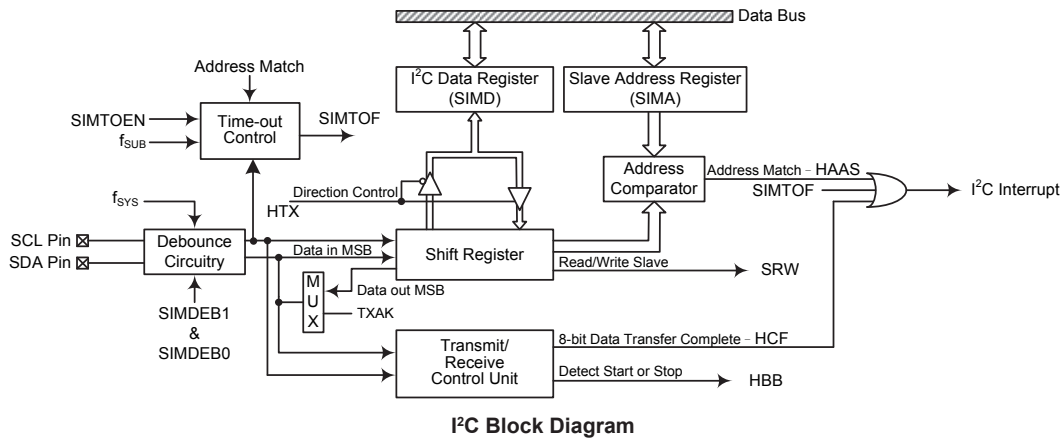 Data Bus
Address Match
I²C Data Register
(SIMD)
Slave Address Register
(SIMA)
SIMTOEN
fSUB
Time-out
Control
SIMTOF
Address
Comparator
Address Match - HAAS
SIMTOF
I²C Interrupt
Direction Control
HTX
fSYS
SCL Pin
SDA Pin
Debounce
Circuitry
Data in MSB
Shift Register
Read/Write Slave
SRW
M
U
X
Data out MSB
TXAK
SIMDEB1
&
SIMDEB0
Transmit/
Receive
Control Unit
8-bit Data Transfer Complete - HCF
Detect Start or Stop
HBB
I²C Block Diagram